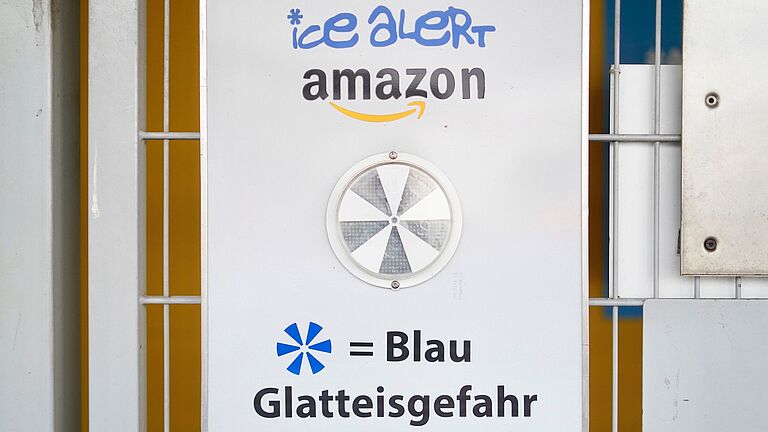 *ice aLERt
amazon
= Blau
Glatteisgefahr